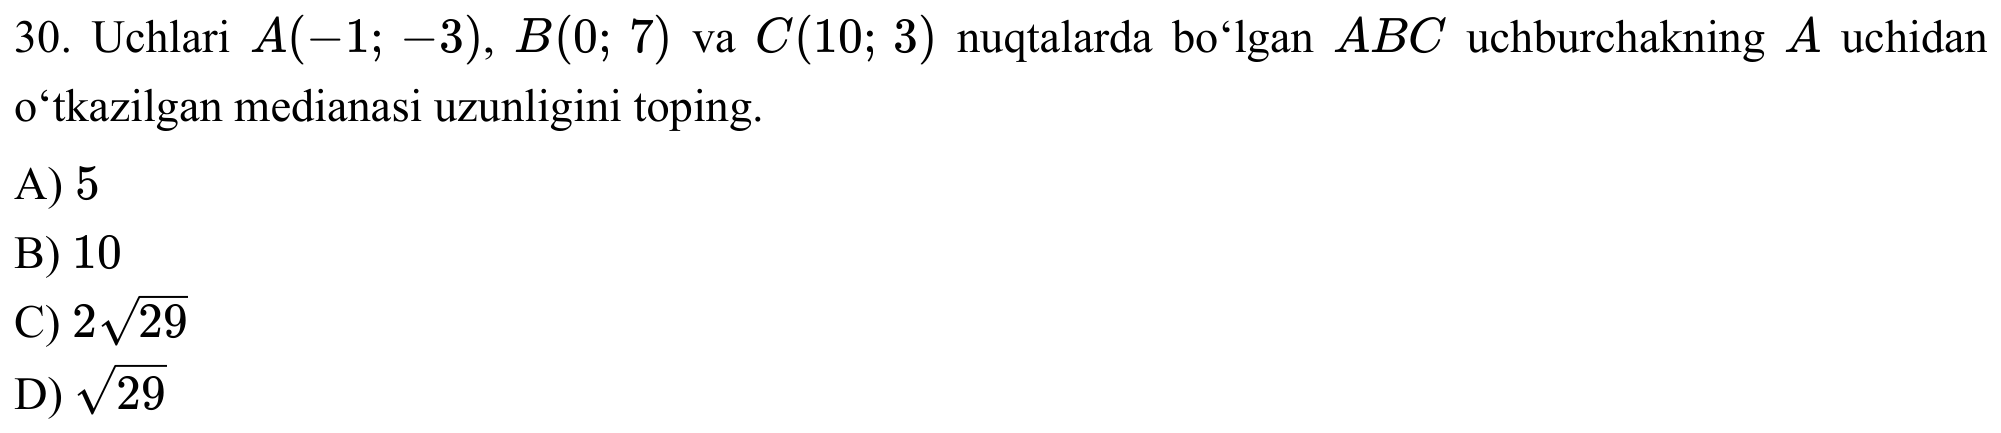 30. Uchlari A(−1; −3), B(0; 7) va C(10; 3) nuqtalarda bo‘lgan ABC uchburchakning A uchidan
o‘tkazilgan medianasi uzunligini toping.
A) 5
B) 10
C) 2√29
D) √29